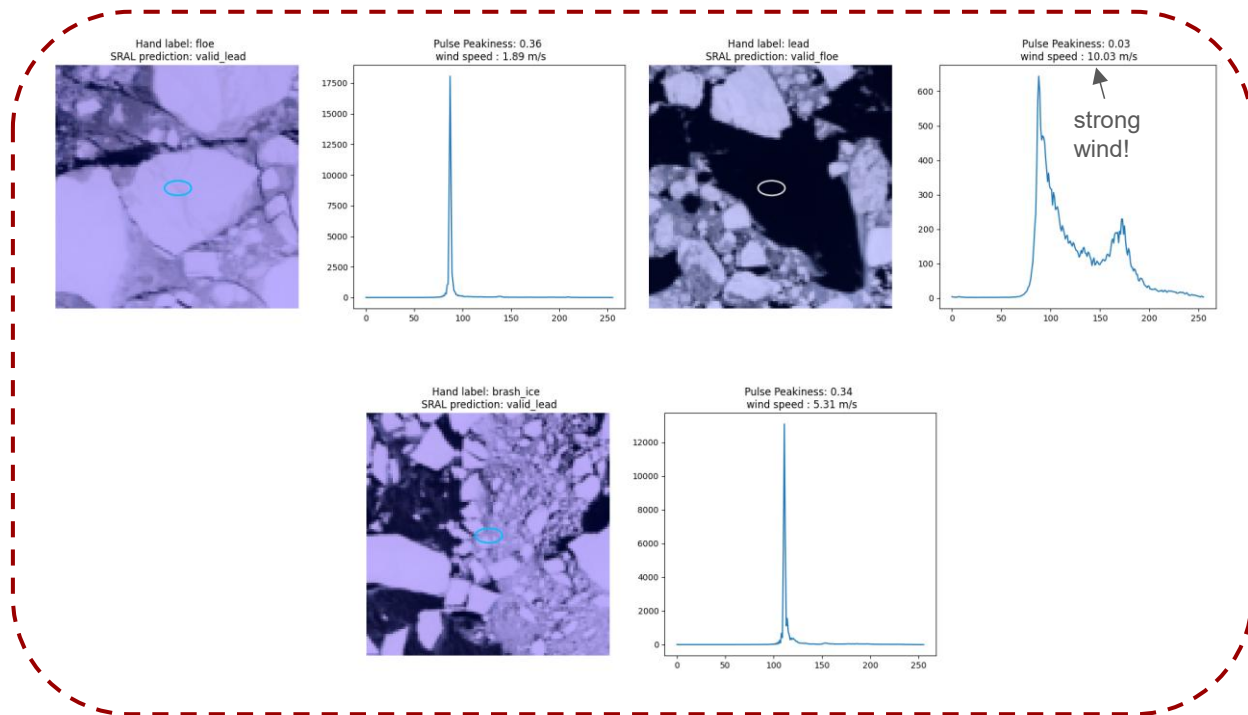 Hand label: floe
SRAL prediction: valid_lead
Pulse Peakiness: 0.36
wind speed : 1.89 m/s
17500
15000
12500
10000
7500
5000
2500
0
0 50 100 150 200 250
Hand label: lead
SRAL prediction: valid_floe
Pulse Peakiness: 0.03
wind speed : 10.03 m/s
strong
wind!
600
500
400
300
200
100
0
0 50 100 150 200 250
Hand label: brash_ice
SRAL prediction: valid_lead
Pulse Peakiness: 0.34
wind speed : 5.31 m/s
12000
10000
8000
6000
4000
2000
0
0 50 100 150 200 250